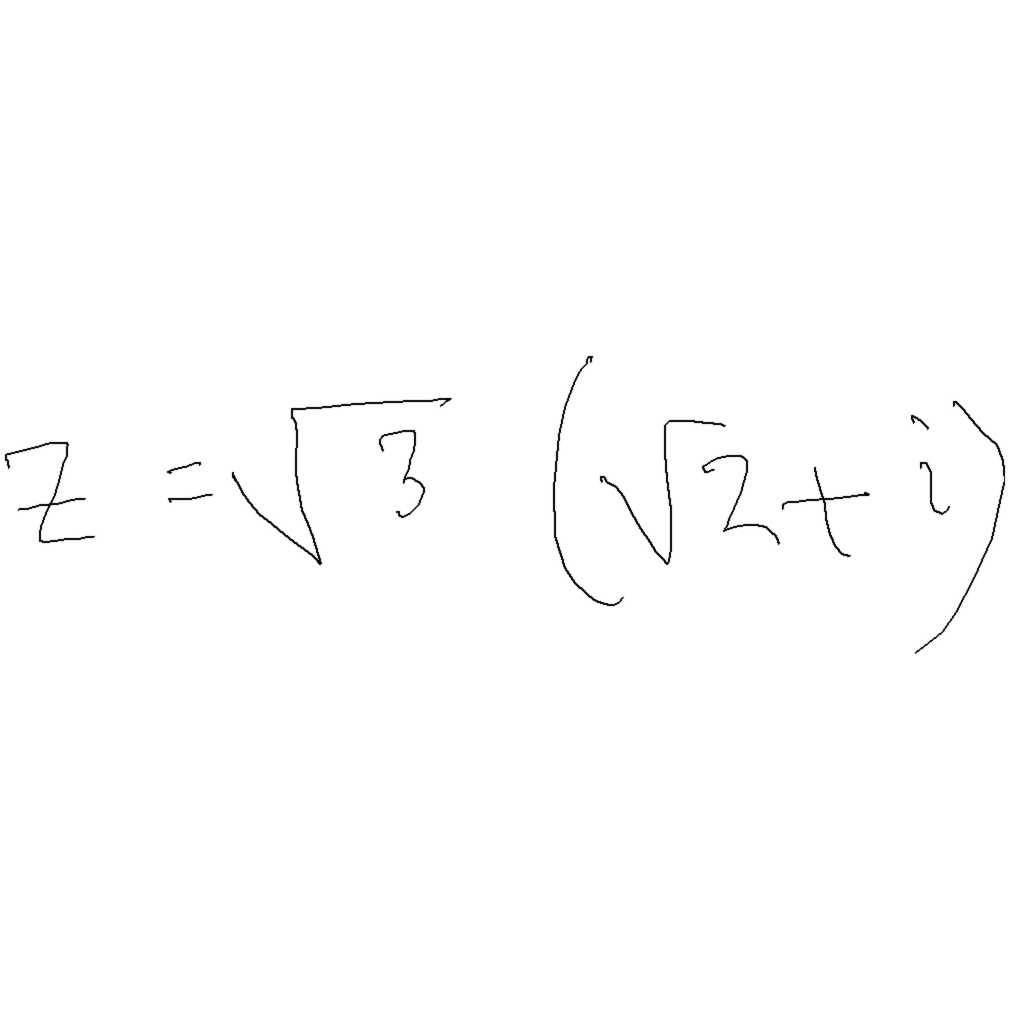 z = √3 (√2 + i)